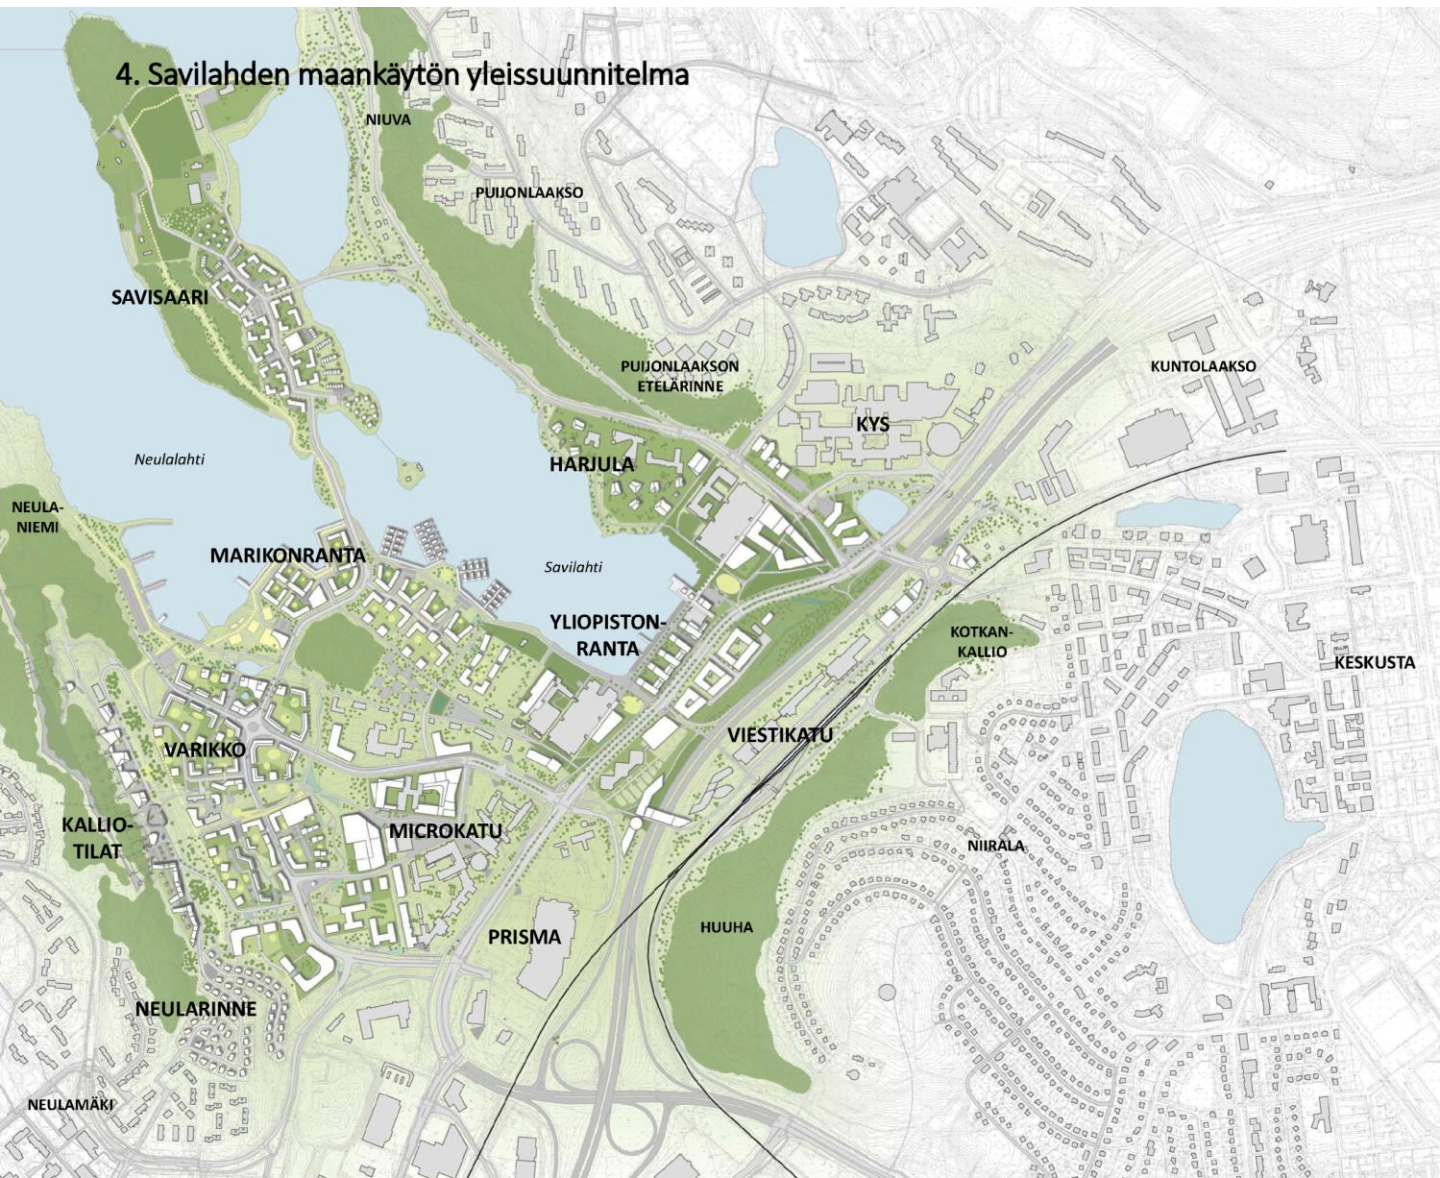 4. Savilahden maankäytön yleissuunnitelma
NIUVA
PUIJONLAAKSO
SAVISAARI
PUIJONLAAKSON
ETELÄRINNE
KUNTOLAAKSO
KYS
Neulalahti
HARJULA
NEULA-
NIEMI
MARIKONRANTA
Savilahti
YLIOPISTON-
RANTA
KOTKAN-
KALLIO
KESKUSTA
VARIKKO
VIESTIKATU
KALLIO-
TILAT
MICROKATU
NIIRALA
PRISMA
HUUHA
NEULARINNE
NEULAMÄKI